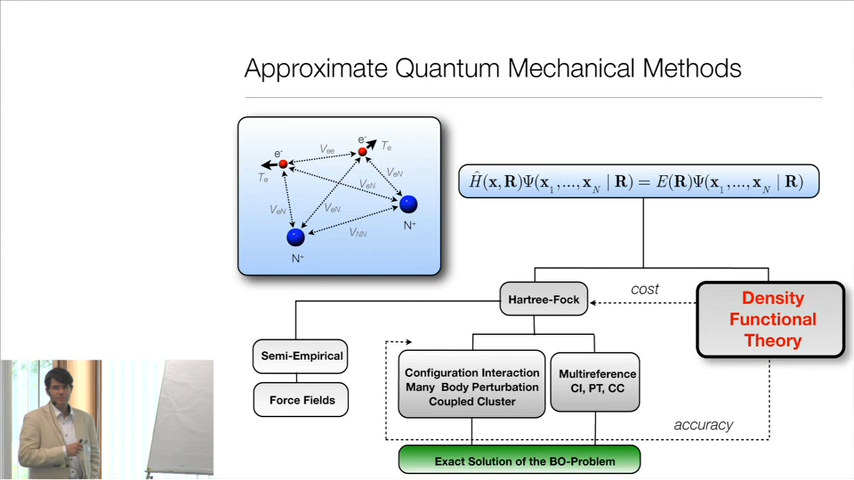 Approximate Quantum Mechanical Methods
e⁻
e⁻
Vee
Te
Te
VeN
VeN
VeN
VeN
VNN
N⁺
N⁺
Ĥ(x,R)Ψ(x₁,...,x_N | R) = E(R)Ψ(x₁,...,x_N | R)
Hartree-Fock
cost
Density
Functional
Theory
Semi-Empirical
Force Fields
Configuration Interaction
Many Body Perturbation
Coupled Cluster
Multireference
CI, PT, CC
accuracy
Exact Solution of the BO-Problem